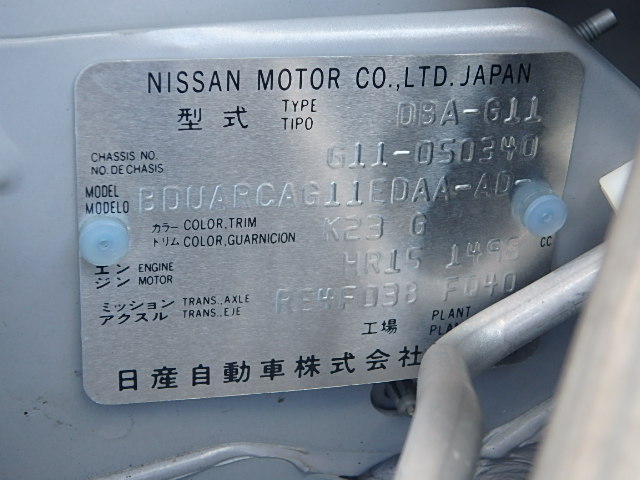 NISSAN MOTOR CO.,LTD. JAPAN
型式 TYPE TIPO DBA-G11
CHASSIS NO. NO. DE CHASIS G11-050340
MODEL MODELO BDUARCAG11EDAA-AD-
カラー COLOR,TRIM トリム COLOR,GUARNICION K23 G
エンジン ENGINE MOTOR HR15 1498 CC
ミッション TRANS.,AXLE アクスル TRANS.,EJE RE4F03B F040
工場 PLANT
日産自動車株式会社